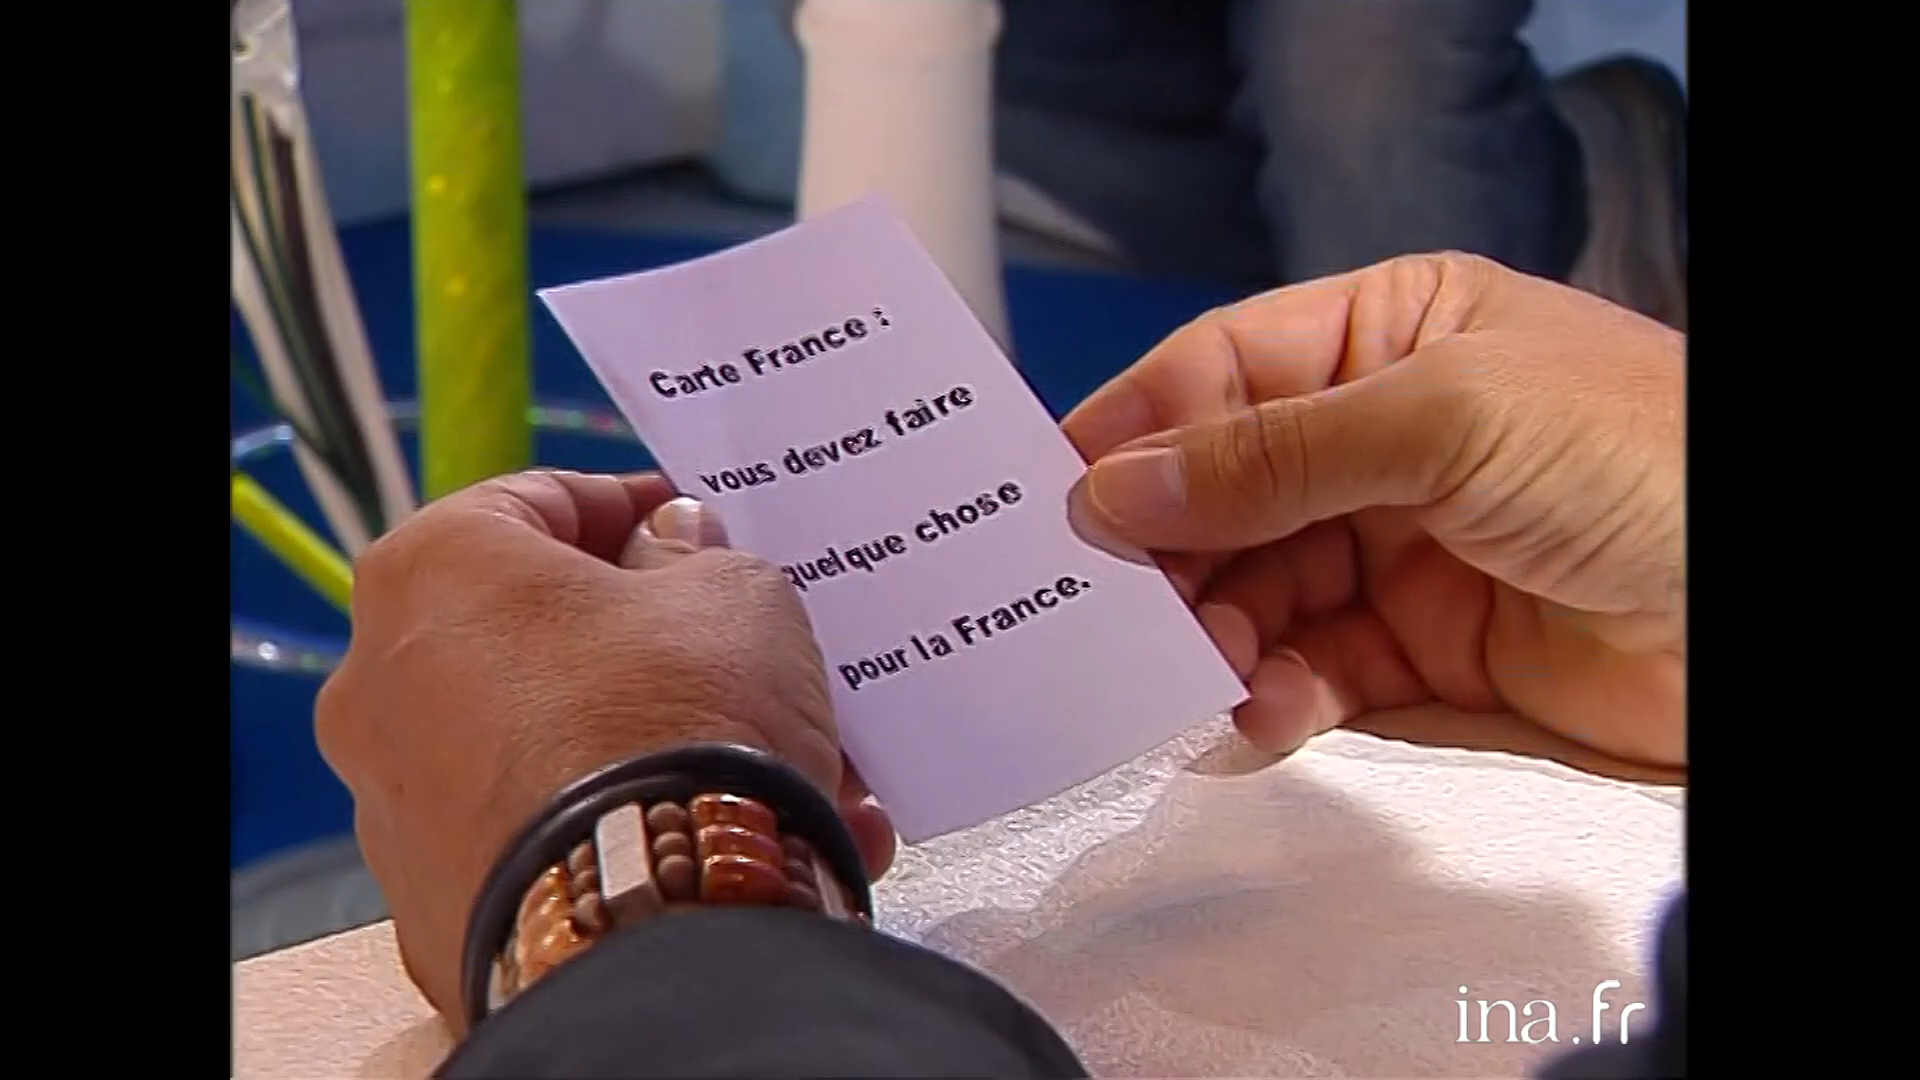 Carte France :
vous devez faire
quelque chose
pour la France.
ina.fr